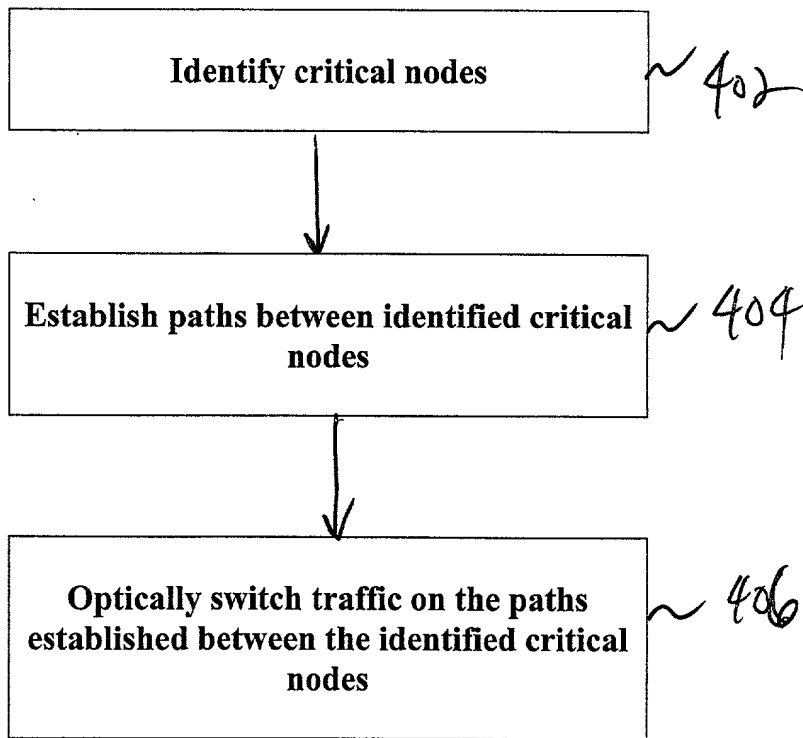 Identify critical nodes
402
Establish paths between identified critical
nodes
404
Optically switch traffic on the paths
established between the identified critical
nodes
406